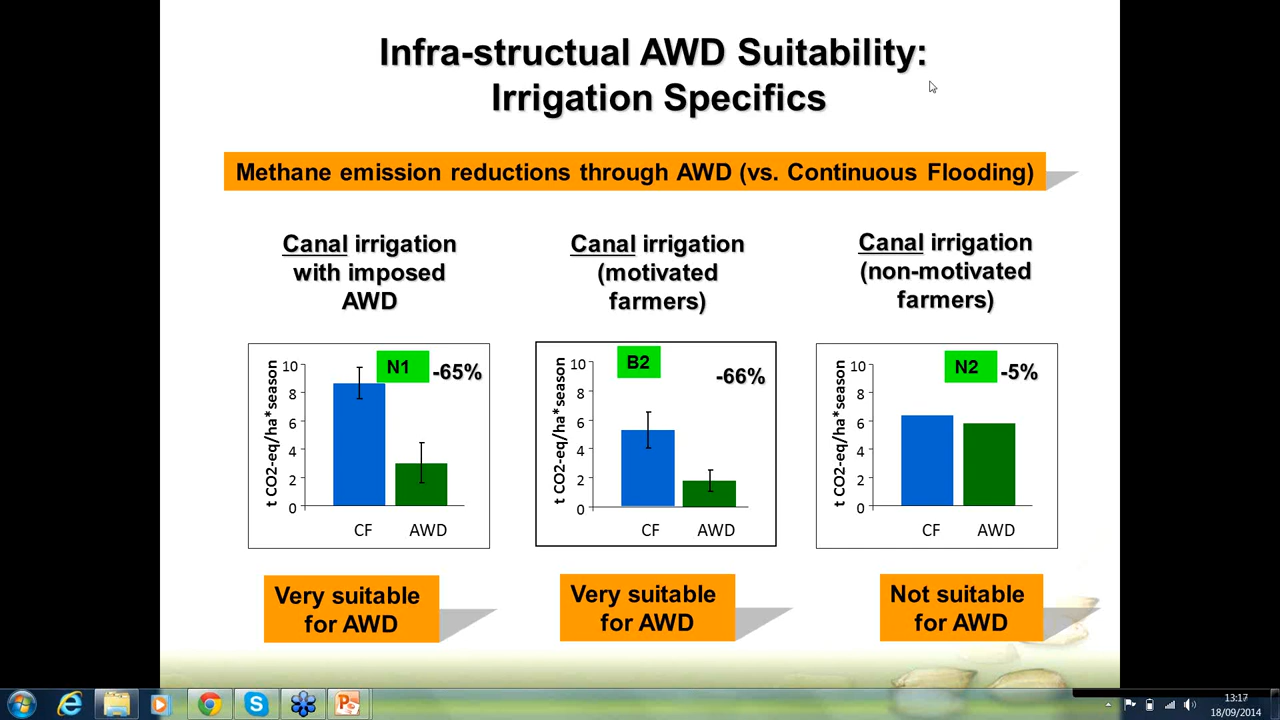 Infra-structual AWD Suitability:
Irrigation Specifics
Methane emission reductions through AWD (vs. Continuous Flooding)
Canal irrigation
with imposed
AWD
Canal irrigation
(motivated
farmers)
Canal irrigation
(non-motivated
farmers)
t CO2-eq/ha*season
10
8
6
4
2
0
N1
-65%
CF
AWD
t CO2-eq/ha*season
10
8
6
4
2
0
B2
-66%
CF
AWD
t CO2-eq/ha*season
10
8
6
4
2
0
N2
-5%
CF
AWD
Very suitable
for AWD
Very suitable
for AWD
Not suitable
for AWD
13:17
18/09/2014